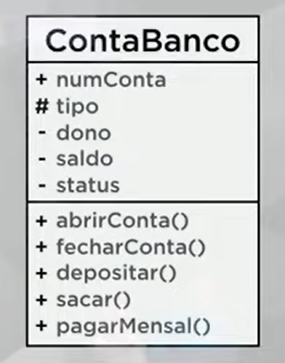 ContaBanco
+ numConta
# tipo
- dono
- saldo
- status
+ abrirConta()
+ fecharConta()
+ depositar()
+ sacar()
+ pagarMensal()